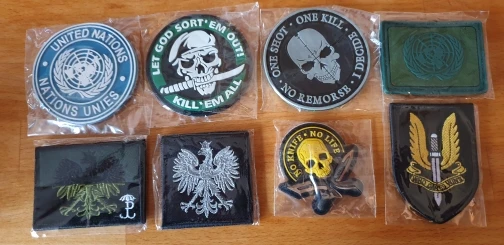 UNITED NATIONS
NATIONS UNIES
LET GOD SORT'EM OUT!
KILL'EM ALL
ONE SHOT • ONE KILL •
NO REMORSE • I DECIDE
NO KNIFE • NO LIFE